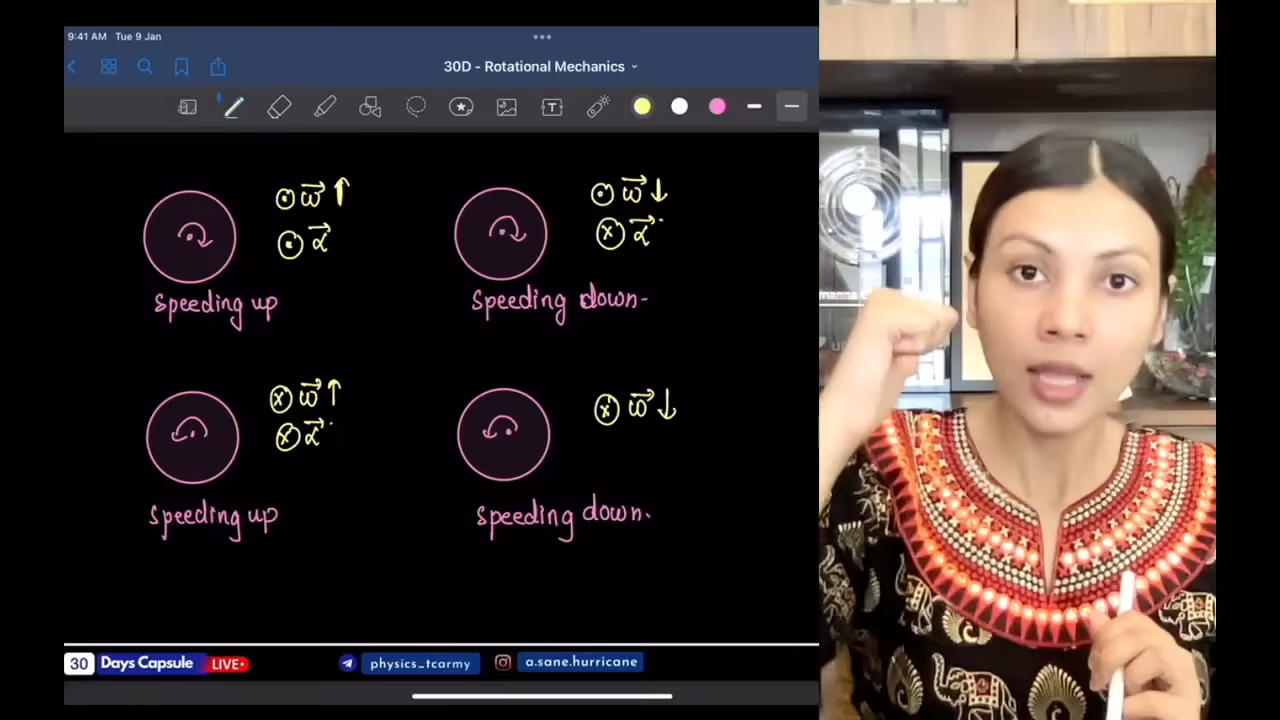 9:41 AM Tue 9 Jan
30D - Rotational Mechanics
T
⊙ ω⃗ ↑
⊙ α⃗
speeding up
⊙ ω⃗ ↓
⊗ α⃗
speeding down-
⊗ ω⃗ ↑
⊗ α⃗
speeding up
⊗ ω⃗ ↓
speeding down.
30 Days Capsule LIVE
physics_tcarmy
a.sane.hurricane